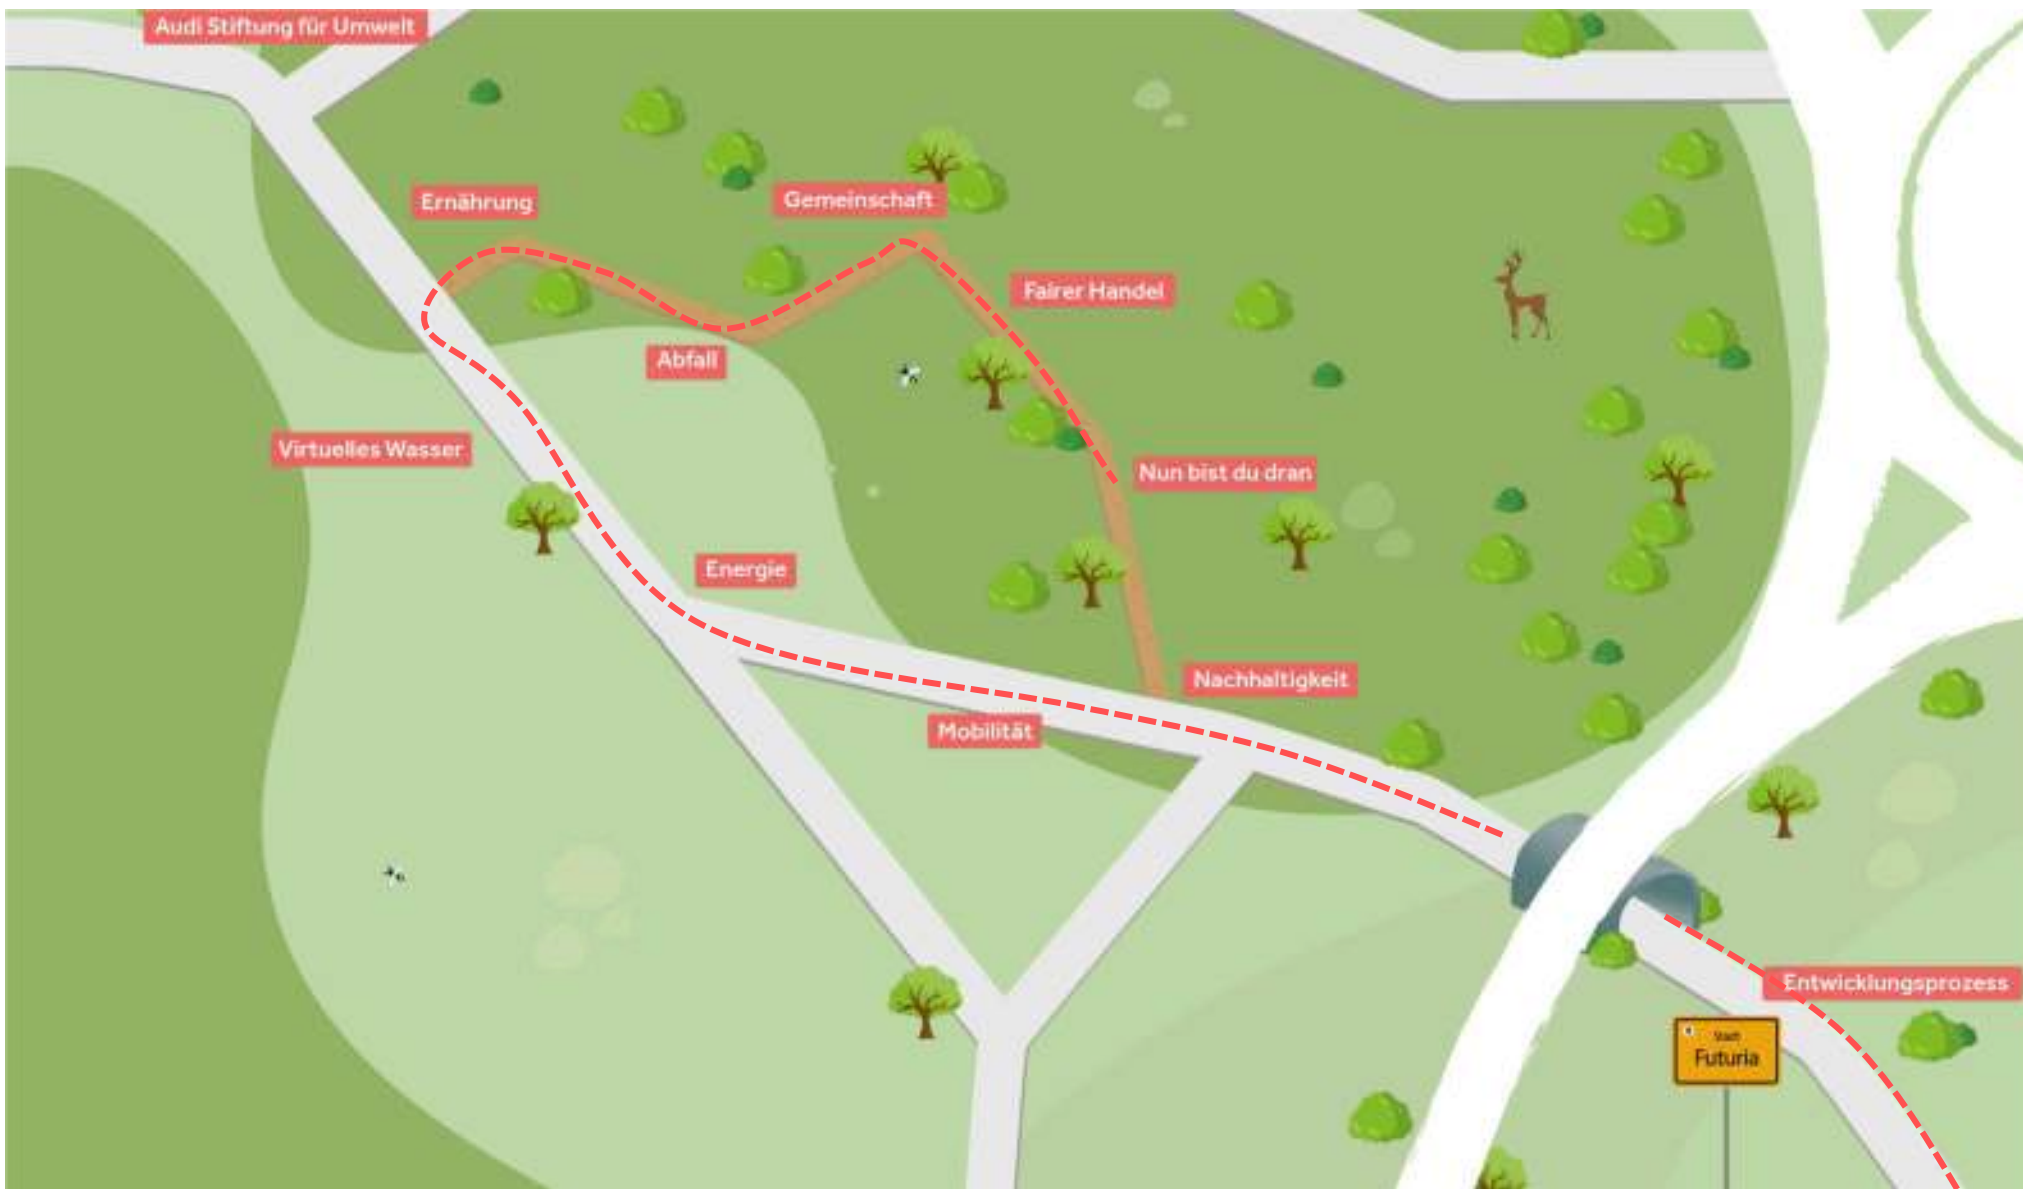 Audi Stiftung für Umwelt
Ernährung
Gemeinschaft
Fairer Handel
Abfall
Virtuelles Wasser
Nun bist du dran
Energie
Nachhaltigkeit
Mobilität
Entwicklungsprozess
Stadt
Futuria